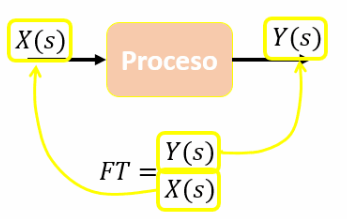 X(s)
Proceso
Y(s)
FT = Y(s)
X(s)